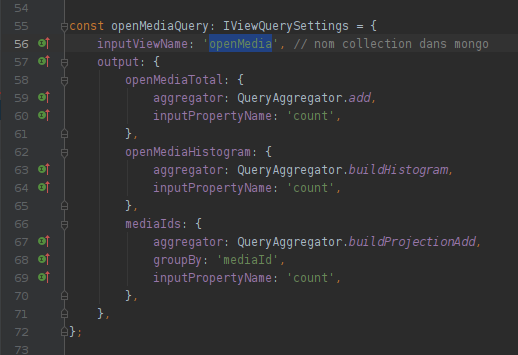 54
55 const openMediaQuery: IViewQuerySettings = {
56 inputViewName: 'openMedia', // nom collection dans mongo
57 output: {
58 openMediaTotal: {
59 aggregator: QueryAggregator.add,
60 inputPropertyName: 'count',
61 },
62 openMediaHistogram: {
63 aggregator: QueryAggregator.buildHistogram,
64 inputPropertyName: 'count',
65 },
66 mediaIds: {
67 aggregator: QueryAggregator.buildProjectionAdd,
68 groupBy: 'mediaId',
69 inputPropertyName: 'count',
70 },
71 },
72 };
73